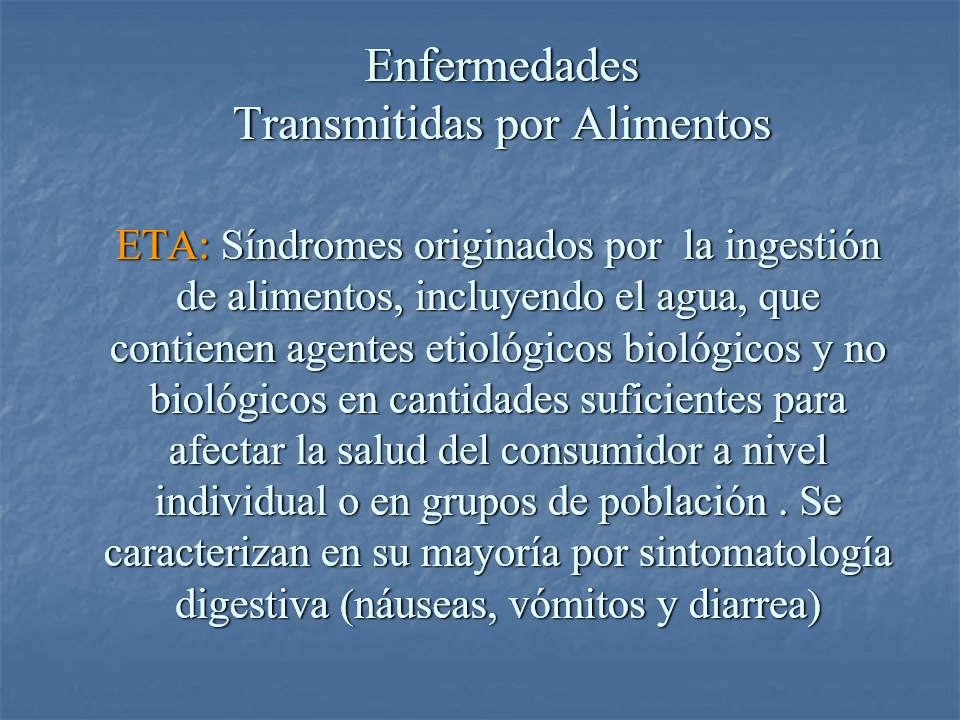 Enfermedades
Transmitidas por Alimentos
ETA: Síndromes originados por  la ingestión
de alimentos, incluyendo el agua, que
contienen agentes etiológicos biológicos y no
biológicos en cantidades suficientes para
afectar la salud del consumidor a nivel
individual o en grupos de población . Se
caracterizan en su mayoría por sintomatología
digestiva (náuseas, vómitos y diarrea)